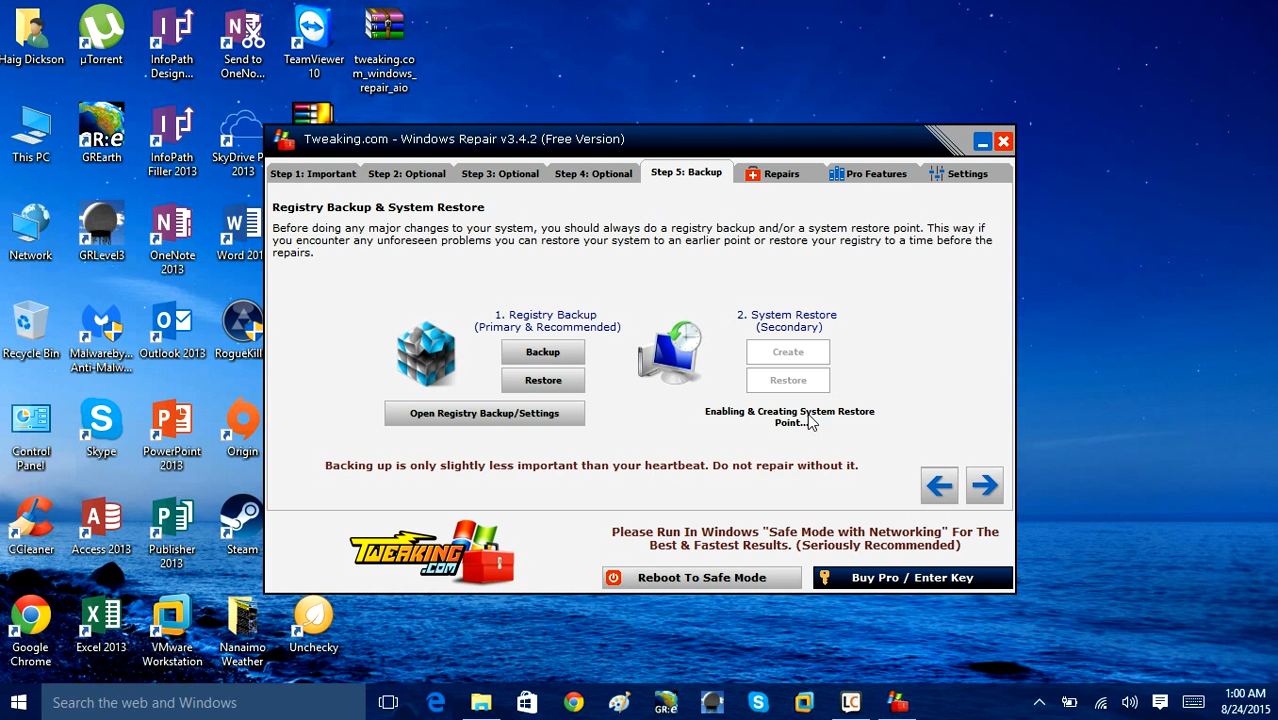 Haig Dickson
µTorrent
InfoPath
Design...
Send to
OneNo...
TeamViewer
10
tweaking.co
m_windows_
repair_aio
This PC
GR:e
GREarth
InfoPath
Filler 2013
SkyDrive P
Network
GRLevel3
OneNote
2013
Word 201
Recycle Bin
Malwareby...
Anti-Malw...
Outlook 2013
RogueKill
Control
Panel
Skype
PowerPoint
2013
Origin
CCleaner
Access 2013
Publisher
2013
Steam
Google
Chrome
Excel 2013
VMware
Workstation
Nanaimo
Weather
Unchecky
Tweaking.com - Windows Repair v3.4.2 (Free Version)
Step 1: Important
Step 2: Optional
Step 3: Optional
Step 4: Optional
Step 5: Backup
Repairs
Pro Features
Settings
Registry Backup & System Restore
Before doing any major changes to your system, you should always do a registry backup and/or a system restore point. This way if
you encounter any unforeseen problems you can restore your system to an earlier point or restore your registry to a time before the
repairs.
1. Registry Backup
(Primary & Recommended)
Backup
Restore
Open Registry Backup/Settings
2. System Restore
(Secondary)
Create
Restore
Enabling & Creating System Restore
Point...
Backing up is only slightly less important than your heartbeat. Do not repair without it.
TWEAKING
.COM
Please Run In Windows "Safe Mode with Networking" For The
Best & Fastest Results. (Seriously Recommended)
Reboot To Safe Mode
Buy Pro / Enter Key
Search the web and Windows
GR:e
LC
1:00 AM
8/24/2015